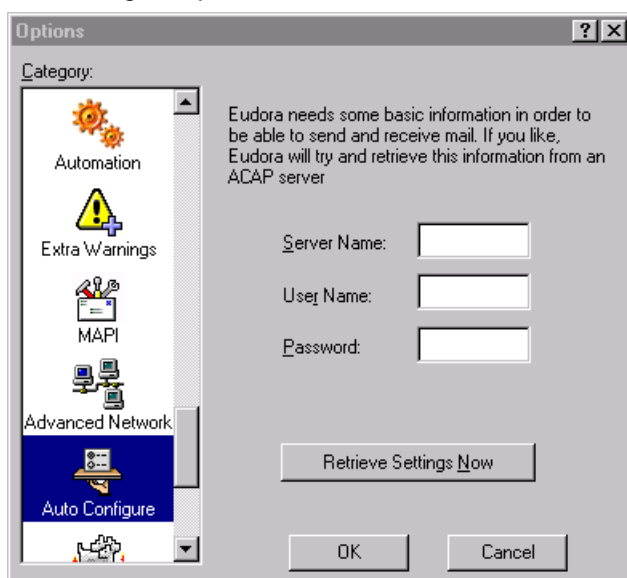 Options
Category:
Automation
Extra Warnings
MAPI
Advanced Network
Auto Configure
Eudora needs some basic information in order to
be able to send and receive mail. If you like,
Eudora will try and retrieve this information from an
ACAP server
Server Name:
User Name:
Password:
Retrieve Settings Now
OK
Cancel